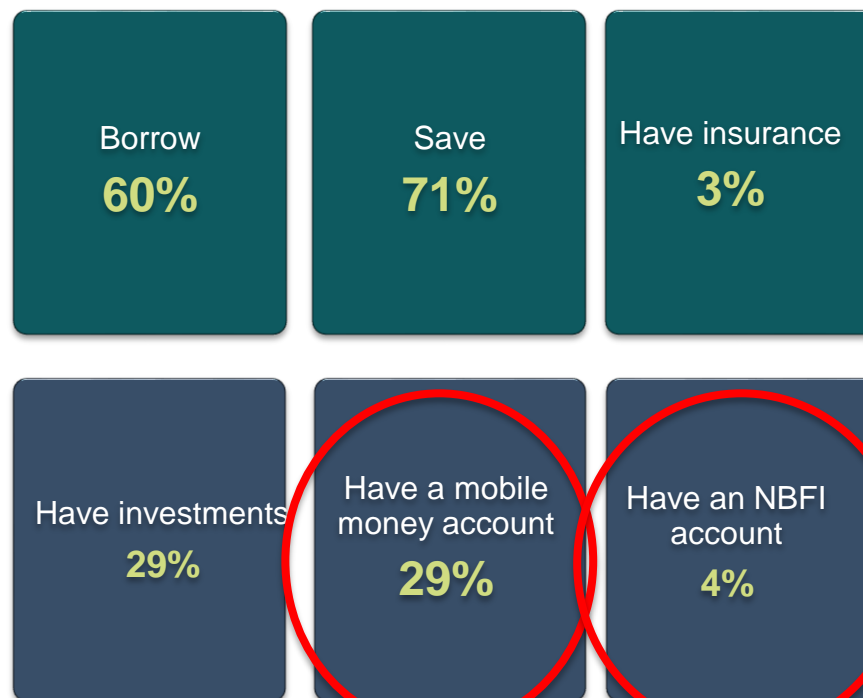 Borrow
60%
Save
71%
Have insurance
3%
Have investments
29%
Have a mobile
money account
29%
Have an NBFI
account
4%